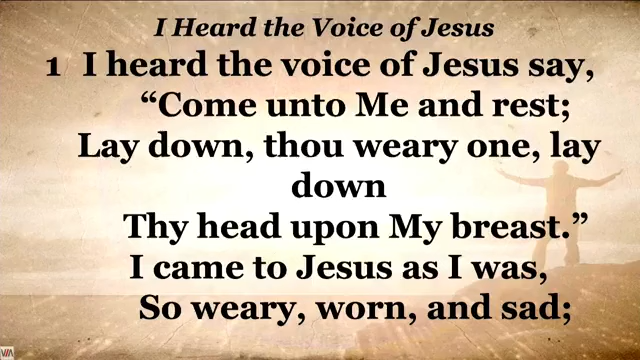 I Heard the Voice of Jesus
1 I heard the voice of Jesus say,
“Come unto Me and rest;
Lay down, thou weary one, lay
down
Thy head upon My breast.”
I came to Jesus as I was,
So weary, worn, and sad;